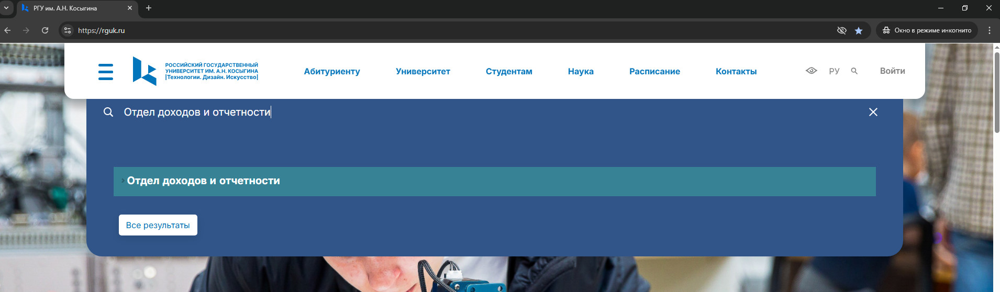 РГУ им. А.Н. Косыгина
https://rguk.ru
Окно в режиме инкогнито
РОССИЙСКИЙ ГОСУДАРСТВЕННЫЙ
УНИВЕРСИТЕТ ИМ. А.Н. КОСЫГИНА
|Технологии. Дизайн. Искусство|
Абитуриенту
Университет
Студентам
Наука
Расписание
Контакты
РУ
Войти
Отдел доходов и отчетности
Отдел доходов и отчетности
Все результаты